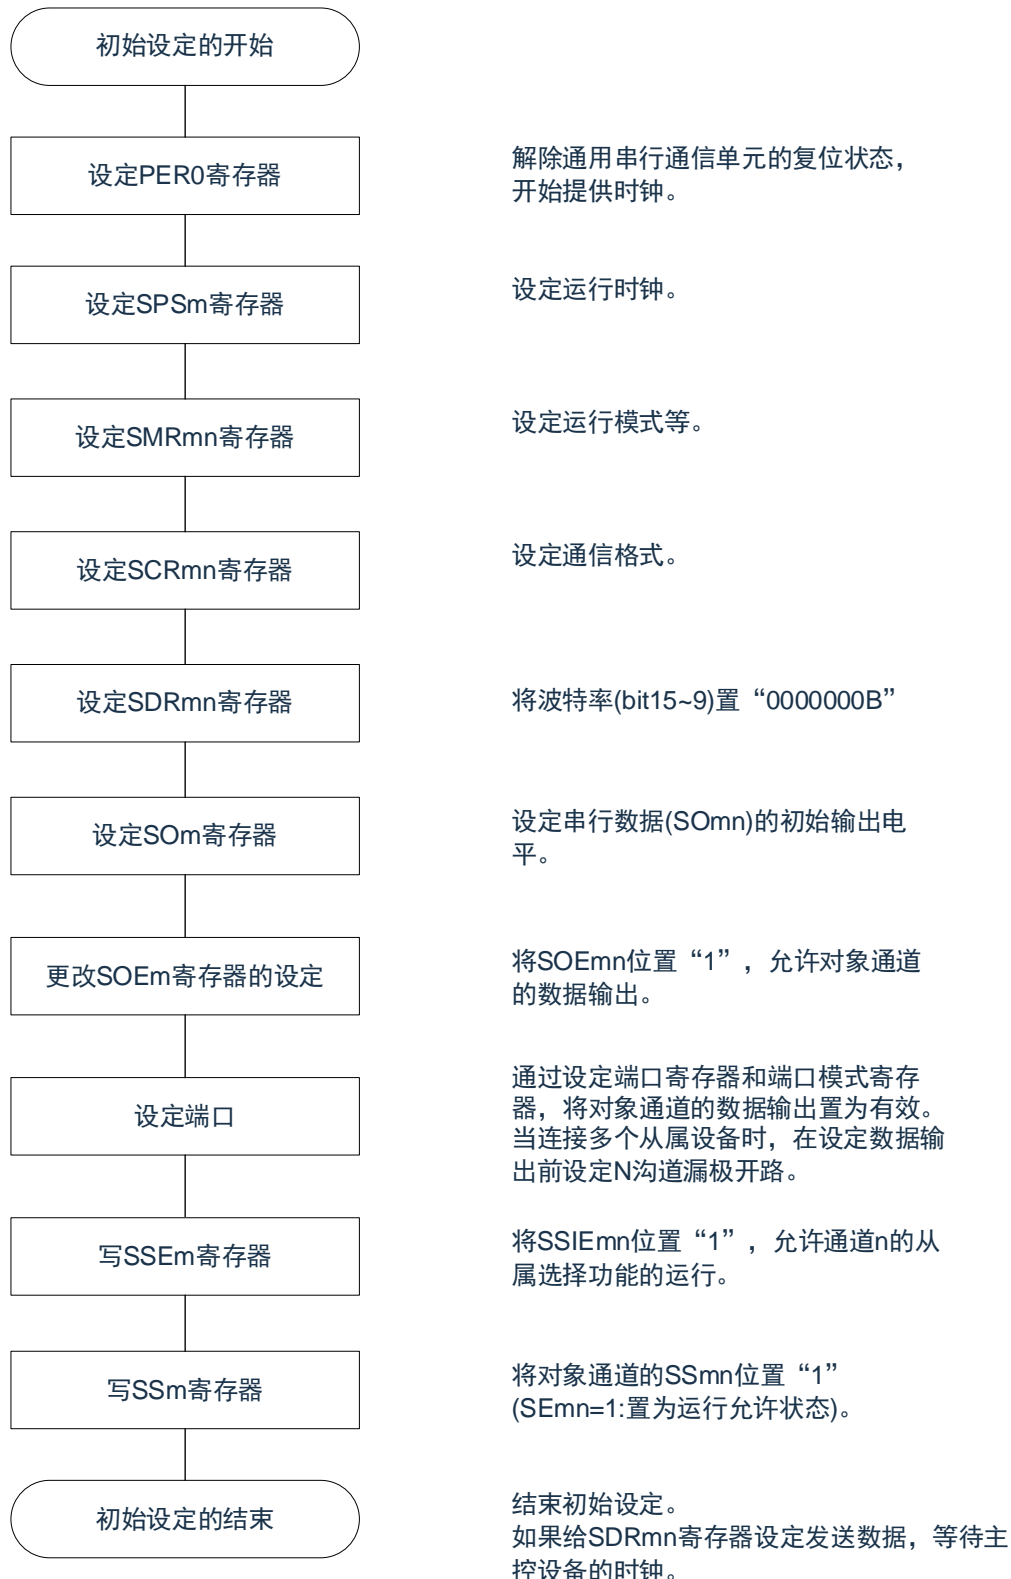 初始设定的开始
设定PER0寄存器
解除通用串行通信单元的复位状态，
开始提供时钟。
设定SPSm寄存器
设定运行时钟。
设定SMRmn寄存器
设定运行模式等。
设定SCRmn寄存器
设定通信格式。
设定SDRmn寄存器
将波特率(bit15~9)置“0000000B”
设定SOm寄存器
设定串行数据(SOmn)的初始输出电
平。
更改SOEm寄存器的设定
将SOEmn位置“1”，允许对象通道
的数据输出。
设定端口
通过设定端口寄存器和端口模式寄存
器，将对象通道的数据输出置为有效。
当连接多个从属设备时，在设定数据输
出前设定N沟道漏极开路。
写SSEm寄存器
将SSIEmn位置“1”，允许通道n的从
属选择功能的运行。
写SSm寄存器
将对象通道的SSmn位置“1”
(SEmn=1:置为运行允许状态)。
初始设定的结束
结束初始设定。
如果给SDRmn寄存器设定发送数据，等待主
控设备的时钟。